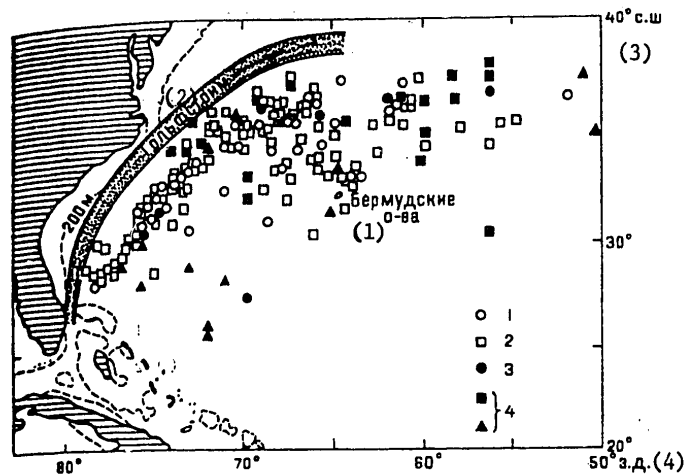 40° с.ш
(3)
(2)
Гольфстрим
200 м
Бермудские
о-ва
(1)
30°
1
2
3
4
20°
80°
70°
60°
50° з.д. (4)